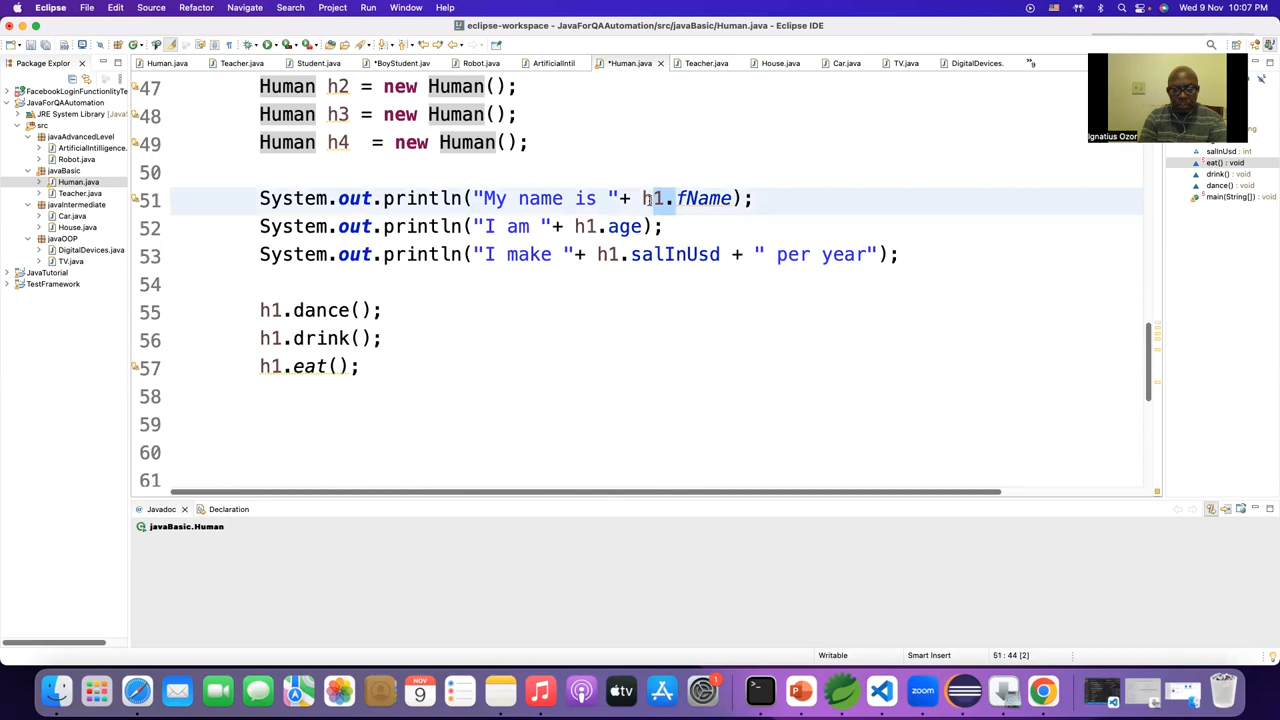 Eclipse File Edit Source Refactor Navigate Search Project Run Window Help Wed 9 Nov 10:07 PM
eclipse-workspace - JavaForQAAutomation/src/javaBasic/Human.java - Eclipse IDE
Package Explor
Human.java Teacher.java Student.java *BoyStudent.jav Robot.java ArtificialIntil *Human.java Teacher.java House.java Car.java TV.java DigitalDevices.
FacebookLoginFunctionlityTe
JavaForQAAutomation
JRE System Library [Java
src
javaAdvancedLevel
ArtificialIntilligence.
Robot.java
javaBasic
Human.java
Teacher.java
javaIntermediate
Car.java
House.java
javaOOP
DigitalDevices.java
TV.java
JavaTutorial
TestFramework
47 Human h2 = new Human();
48 Human h3 = new Human();
49 Human h4  = new Human();
50
51 System.out.println("My name is "+ h1.fName);
52 System.out.println("I am "+ h1.age);
53 System.out.println("I make "+ h1.salInUsd + " per year");
54
55 h1.dance();
56 h1.drink();
57 h1.eat();
58
59
60
61
Ignatius Ozor
salInUsd : int
eat() : void
drink() : void
dance() : void
main(String[]) : void
Javadoc Declaration
javaBasic.Human
Writable Smart Insert 51 : 44 [2]
NOV
9
tv
1
zoom